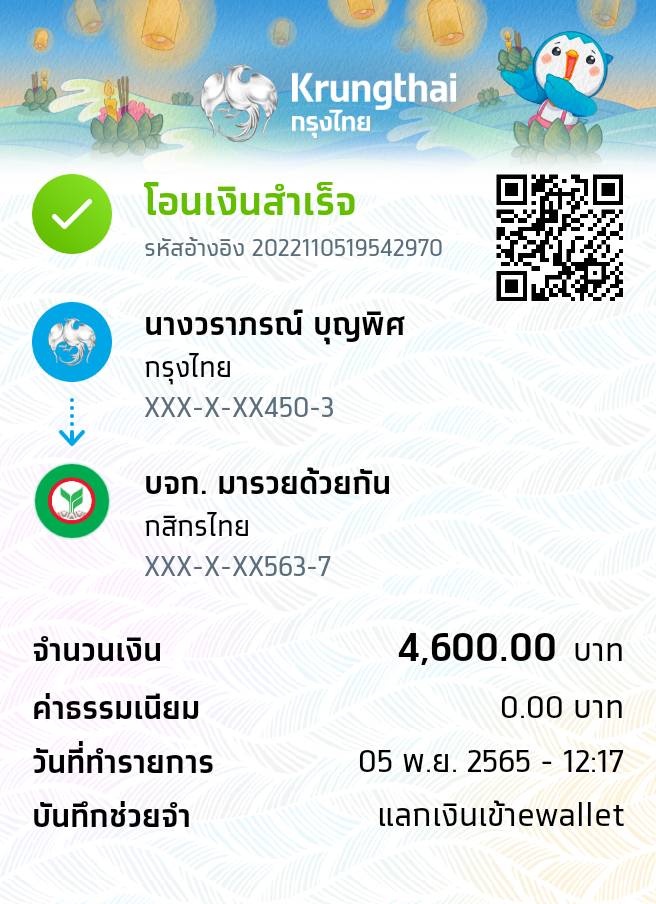 Krungthai
กรุงไทย
โอนเงินสำเร็จ
รหัสอ้างอิง 2022110519542970
นางวราภรณ์ บุญพิศ
กรุงไทย
XXX-X-XX450-3
บจก. มารวยด้วยกัน
กสิกรไทย
XXX-X-XX563-7
จำนวนเงิน 4,600.00 บาท
ค่าธรรมเนียม 0.00 บาท
วันที่ทำรายการ 05 พ.ย. 2565 - 12:17
บันทึกช่วยจำ แลกเงินเข้าewallet